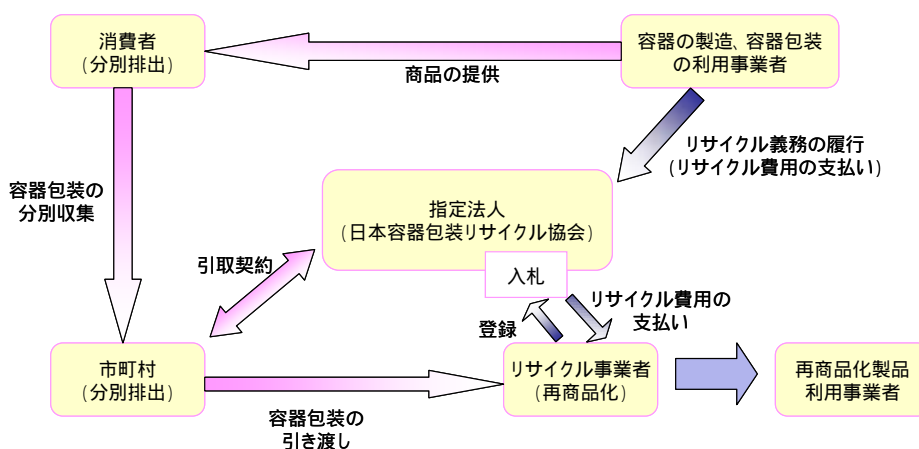 消費者
(分別排出)
容器の製造、容器包装
の利用事業者
商品の提供
リサイクル義務の履行
(リサイクル費用の支払い)
容器包装の
分別収集
指定法人
(日本容器包装リサイクル協会)
引取契約
入札
リサイクル費用の
支払い
登録
市町村
(分別排出)
リサイクル事業者
(再商品化)
再商品化製品
利用事業者
容器包装の
引き渡し